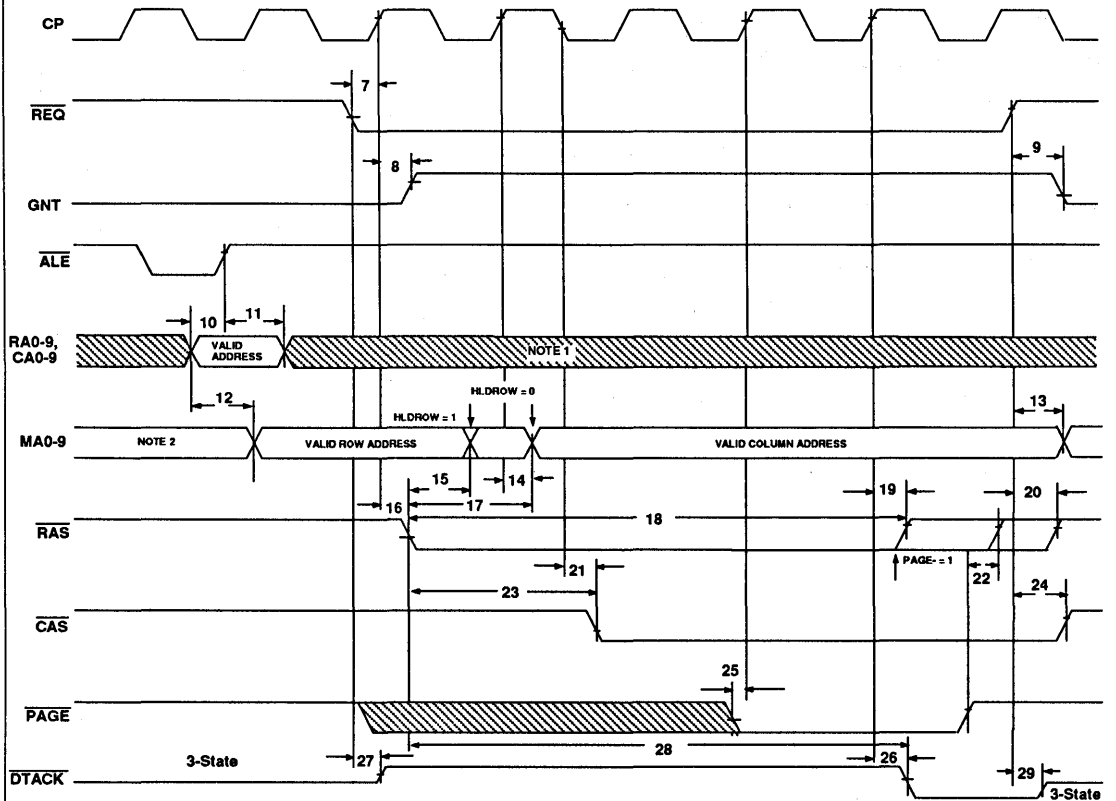 CP
7
REQ
8
9
GNT
ALE
10
11
RA0-9,
CA0-9
VALID
ADDRESS
NOTE 1
12
HLDROW = 0
HLDROW = 1
13
MA0-9
NOTE 2
VALID ROW ADDRESS
VALID COLUMN ADDRESS
15
14
16
17
19
20
18
RAS
PAGE- = 1
21
22
23
24
CAS
25
PAGE
28
3-State
27
26
29
DTACK
3-State